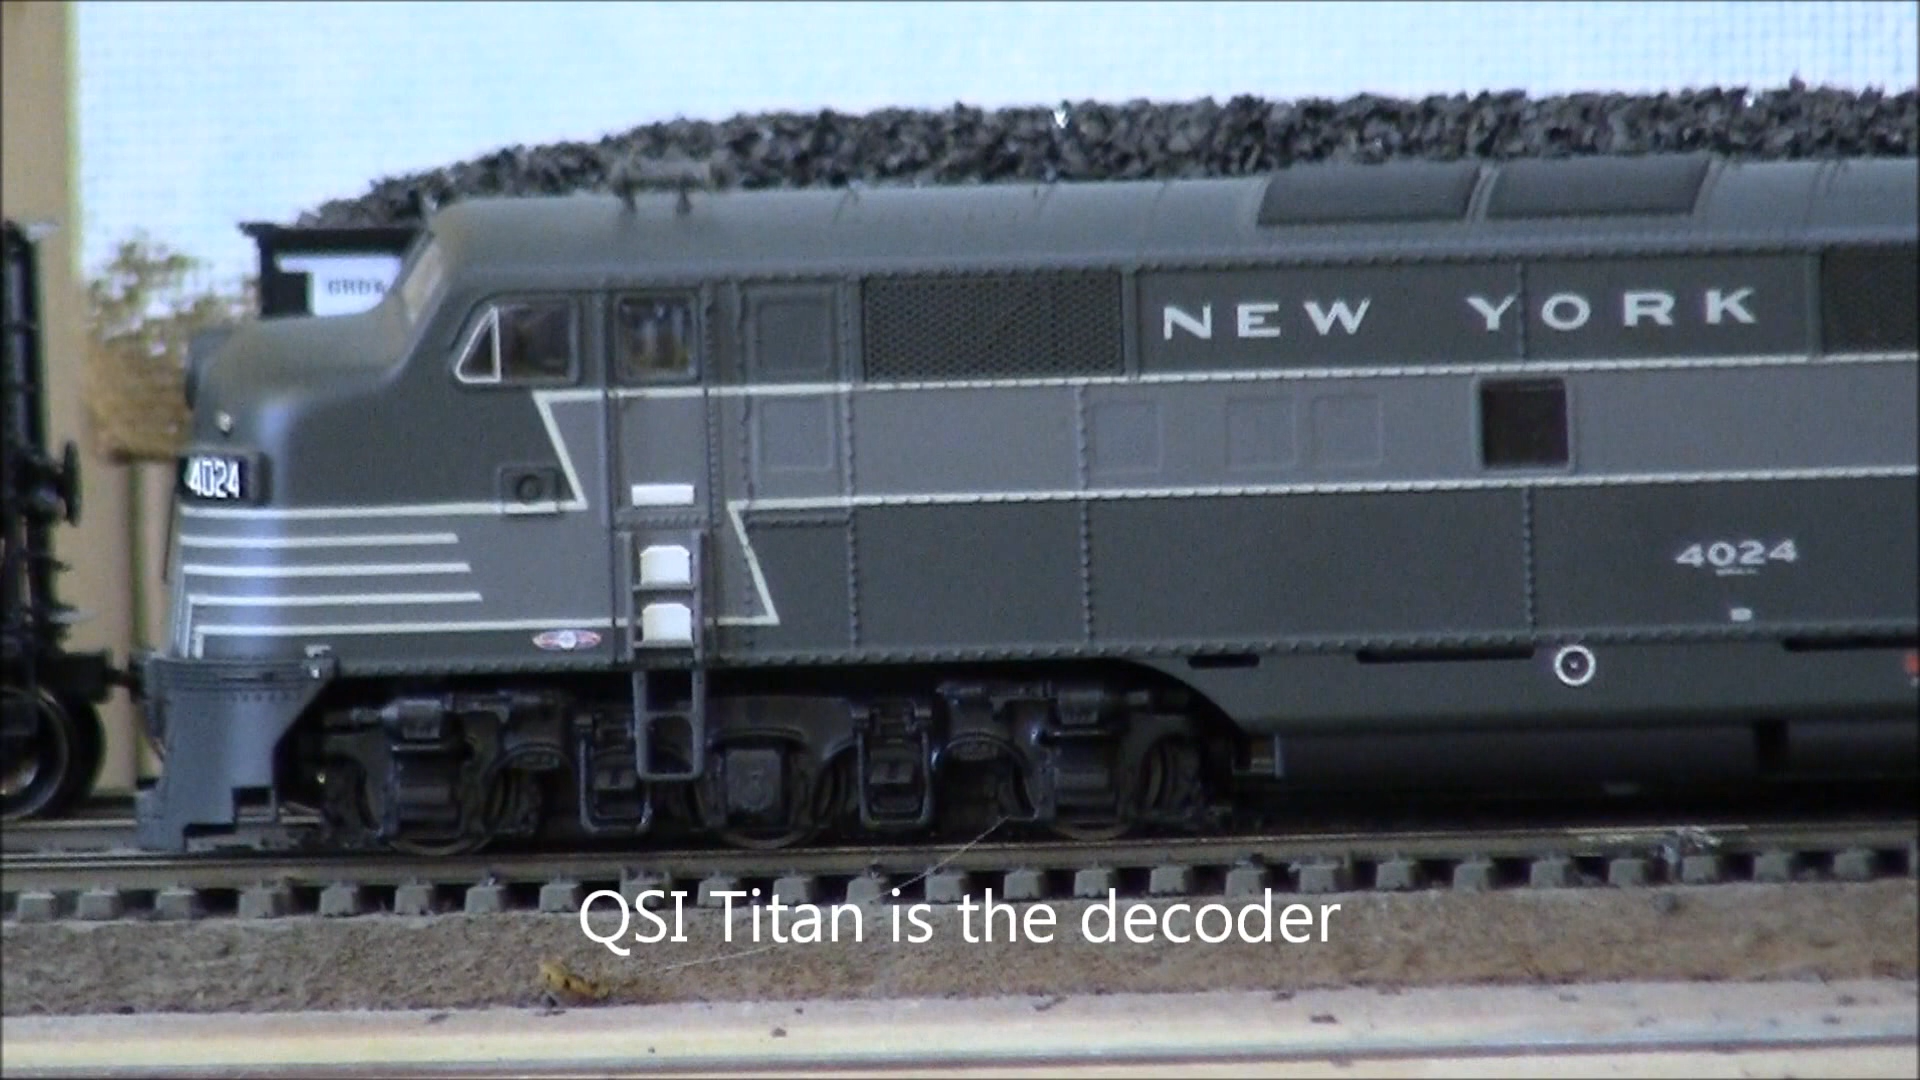 NEW YORK
4024
4024
QSI Titan is the decoder